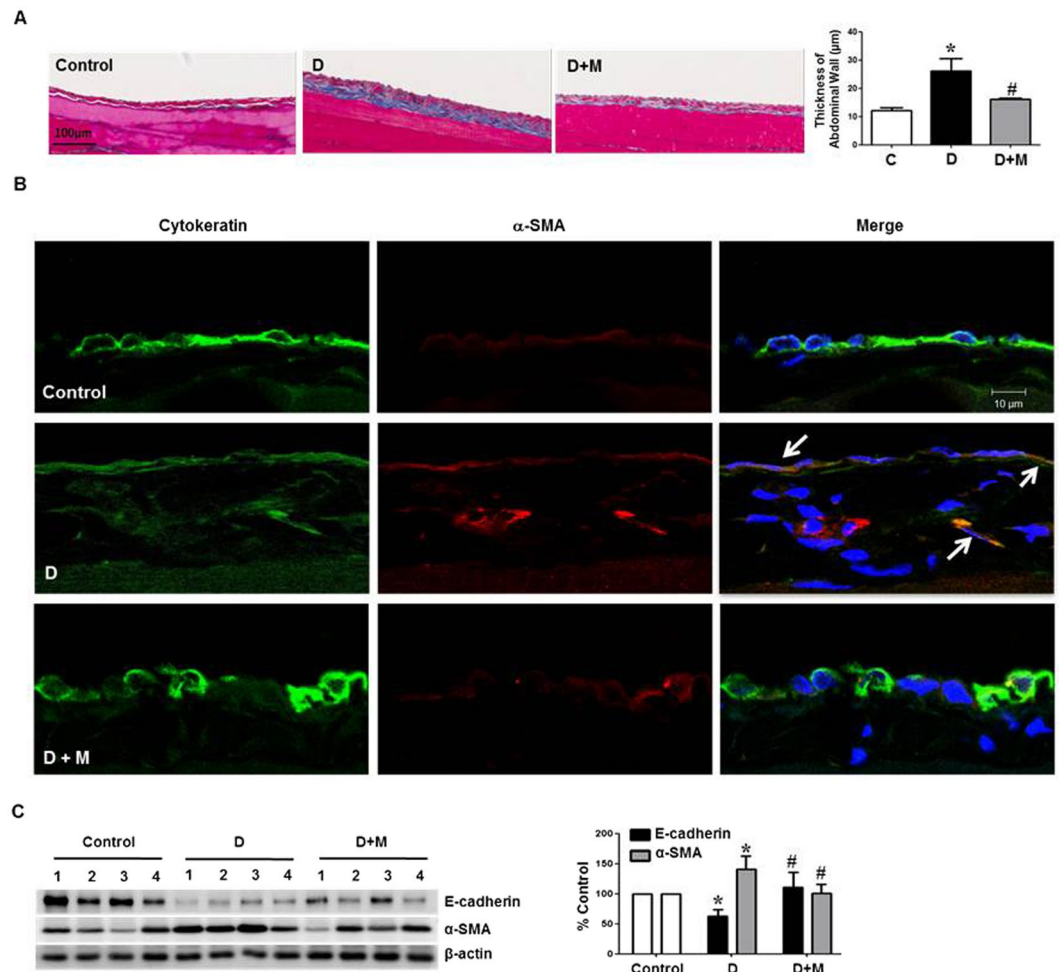 A
Control
100µm
D
D+M
Thickness of
Abdominal Wall (µm)
40
30
20
10
0
*
#
C D D+M
B
Cytokeratin α-SMA Merge
Control
10 µm
D
D + M
C
Control D D+M
1 2 3 4 1 2 3 4 1 2 3 4
E-cadherin
α-SMA
β-actin
% Control
200
150
100
50
0
E-cadherin
α-SMA
*
*
#
#
Control D D+M